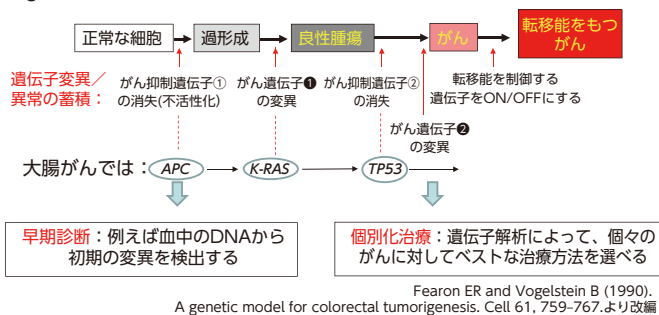 正常な細胞
過形成
良性腫瘍
がん
転移能をもつ
がん
遺伝子変異／
異常の蓄積：
がん抑制遺伝子①
の消失(不活性化)
がん遺伝子❶
の変異
がん抑制遺伝子②
の消失
転移能を制御する
遺伝子をON/OFFにする
がん遺伝子❷
の変異
大腸がんでは：
APC
K-RAS
TP53
早期診断：例えば血中のDNAから
初期の変異を検出する
個別化治療：遺伝子解析によって、個々の
がんに対してベストな治療方法を選べる
Fearon ER and Vogelstein B (1990).
A genetic model for colorectal tumorigenesis. Cell 61, 759–767.より改編